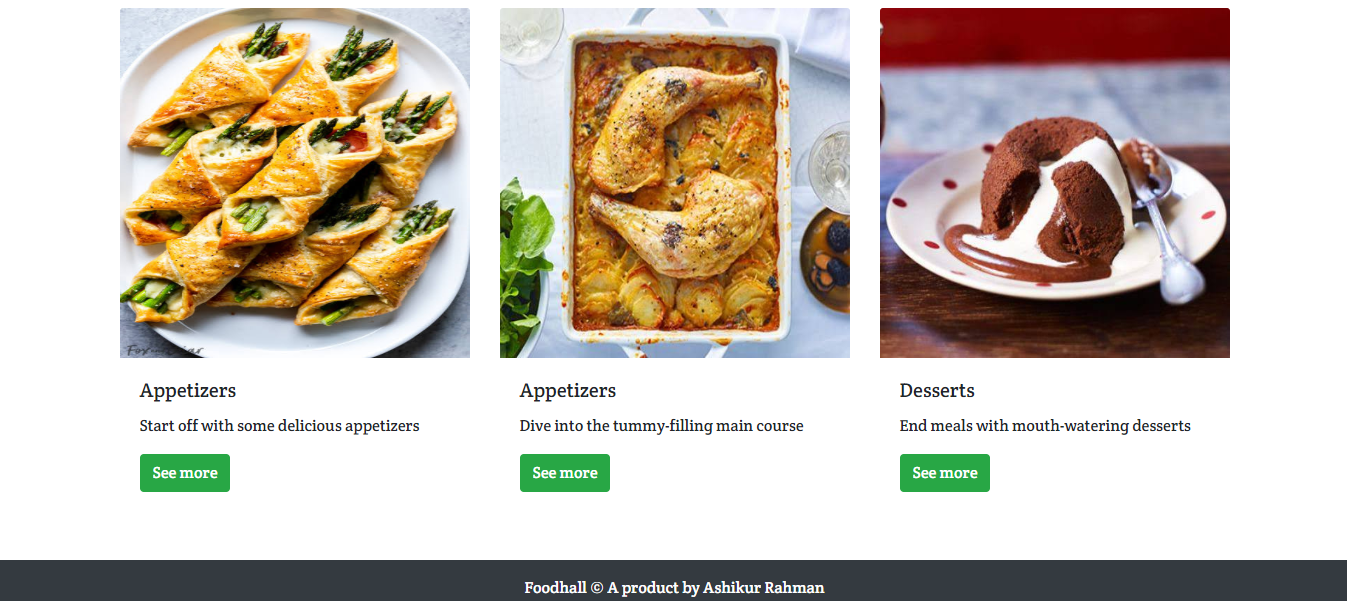 Appetizers
Start off with some delicious appetizers
See more
Appetizers
Dive into the tummy-filling main course
See more
Desserts
End meals with mouth-watering desserts
See more
Foodhall © A product by Ashikur Rahman